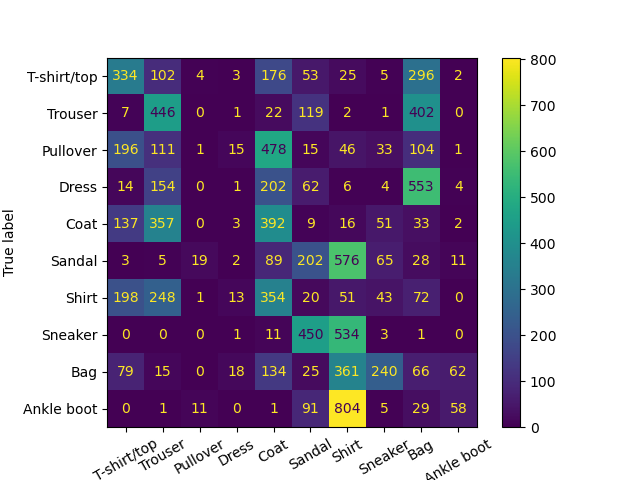 T-shirt/top 334 102 4 3 176 53 25 5 296 2
Trouser 7 446 0 1 22 119 2 1 402 0
Pullover 196 111 1 15 478 15 46 33 104 1
Dress 14 154 0 1 202 62 6 4 553 4
Coat 137 357 0 3 392 9 16 51 33 2
Sandal 3 5 19 2 89 202 576 65 28 11
Shirt 198 248 1 13 354 20 51 43 72 0
Sneaker 0 0 0 1 11 450 534 3 1 0
Bag 79 15 0 18 134 25 361 240 66 62
Ankle boot 0 1 11 0 1 91 804 5 29 58
T-shirt/top Trouser Pullover Dress Coat Sandal Shirt Sneaker Bag Ankle boot
True label
800
700
600
500
400
300
200
100
0